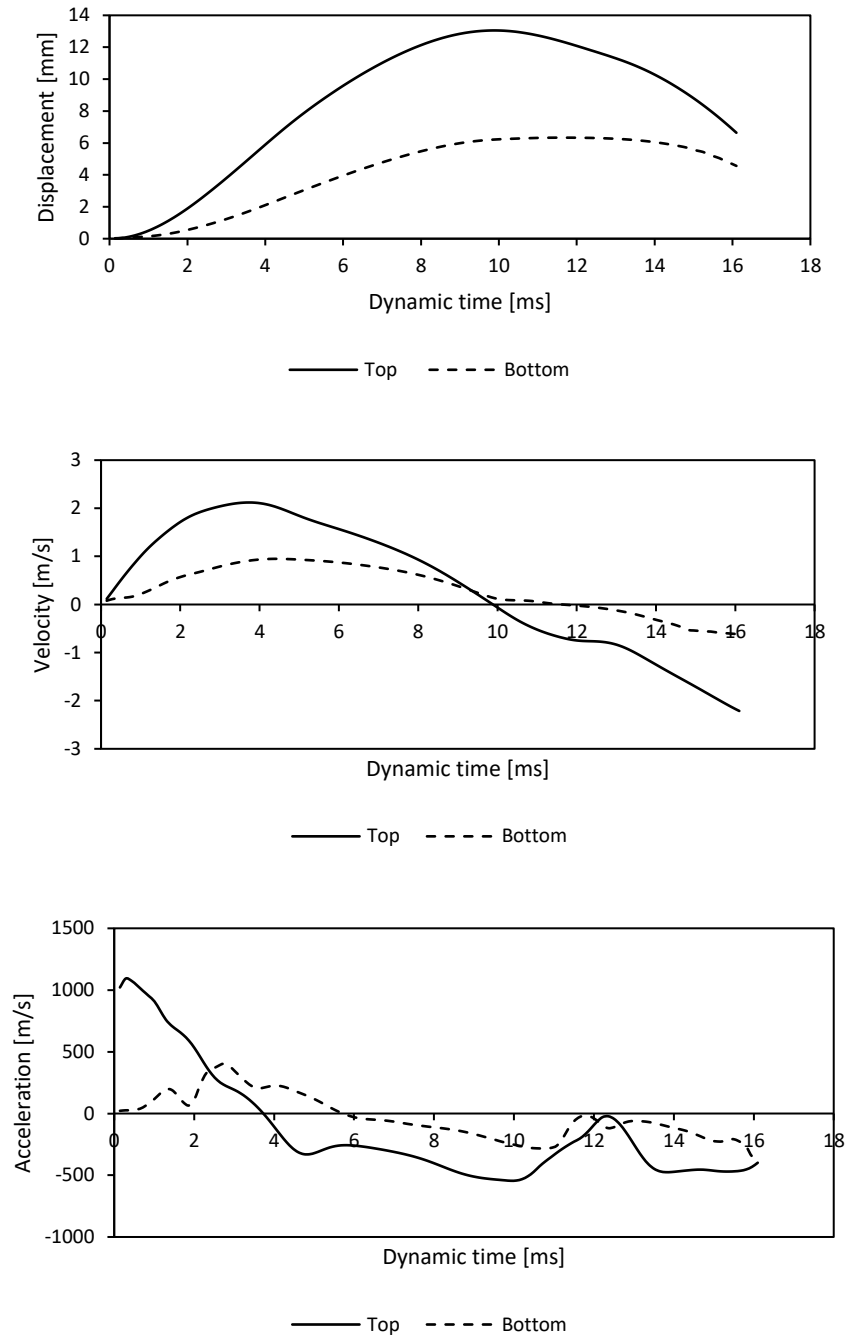 14
12
10
8
6
4
2
0
Displacement [mm]
0 2 4 6 8 10 12 14 16 18
Dynamic time [ms]
Top Bottom
3
2
1
0
-1
-2
-3
Velocity [m/s]
0 2 4 6 8 10 12 14 16 18
Dynamic time [ms]
Top Bottom
1500
1000
500
0
-500
-1000
Acceleration [m/s]
0 2 4 6 8 10 12 14 16 18
Dynamic time [ms]
Top Bottom